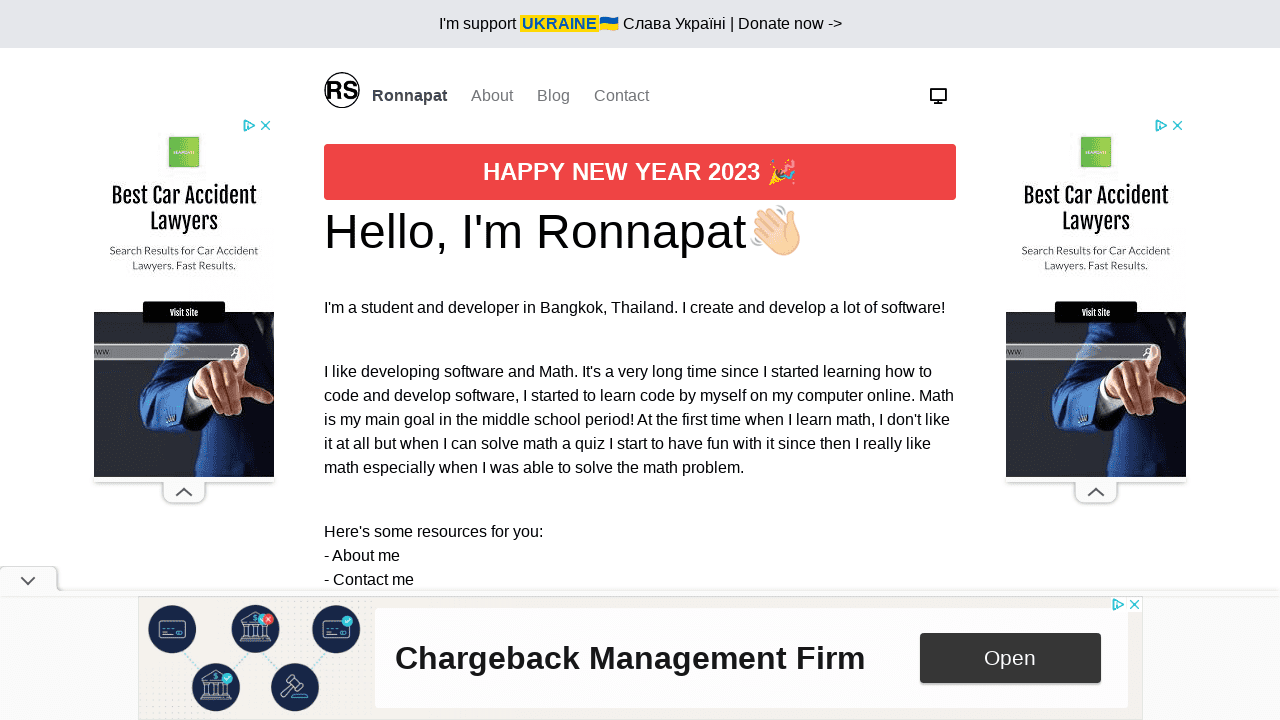 I'm support UKRAINE🇺🇦 Слава Україні | Donate now ->
RS Ronnapat About Blog Contact
HAPPY NEW YEAR 2023 🎉
Hello, I'm Ronnapat👋🏻
I'm a student and developer in Bangkok, Thailand. I create and develop a lot of software!
I like developing software and Math. It's a very long time since I started learning how to
code and develop software, I started to learn code by myself on my computer online. Math
is my main goal in the middle school period! At the first time when I learn math, I don't like
it at all but when I can solve math a quiz I start to have fun with it since then I really like
math especially when I was able to solve the math problem.
Here's some resources for you:
- About me
- Contact me
Best Car Accident
Lawyers
Search Results for Car Accident
Lawyers. Fast Results.
Visit Site
Best Car Accident
Lawyers
Search Results for Car Accident
Lawyers. Fast Results.
Visit Site
Chargeback Management Firm
Open